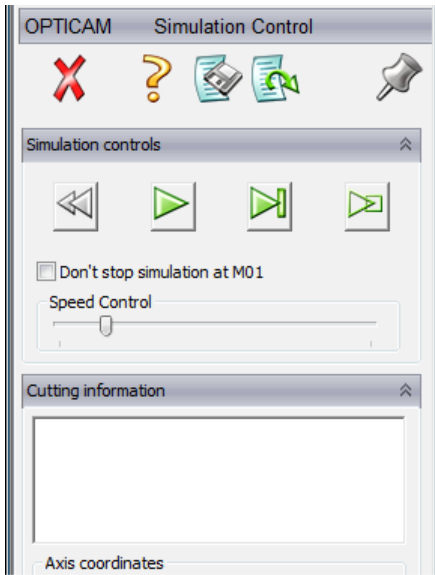 OPTICAM Simulation Control
Simulation controls
Don't stop simulation at M01
Speed Control
Cutting information
Axis coordinates